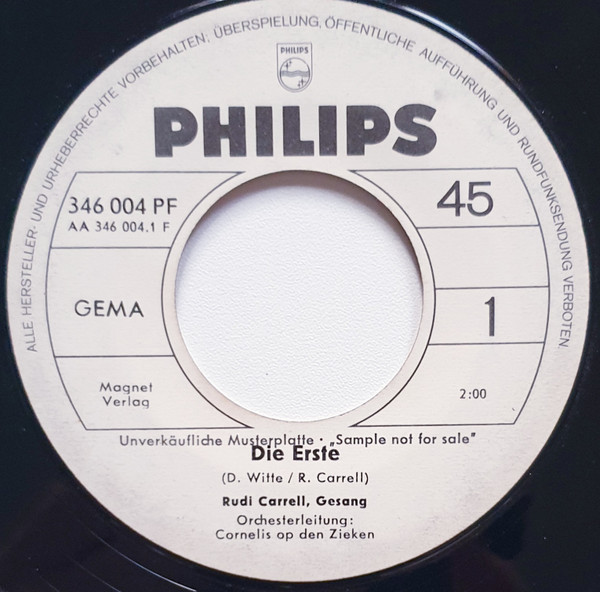 ALLE HERSTELLER- UND URHEBERRECHTE VORBEHALTEN; ÜBERSPIELUNG, ÖFFENTLICHE AUFFÜHRUNG UND RUNDFUNKSENDUNG VERBOTEN
PHILIPS
PHILIPS
346 004 PF
AA 346 004.1 F
45
GEMA
1
Magnet
Verlag
2:00
Unverkäufliche Musterplatte · „Sample not for sale”
Die Erste
(D. Witte / R. Carrell)
Rudi Carrell, Gesang
Orchesterleitung:
Cornelis op den Zieken